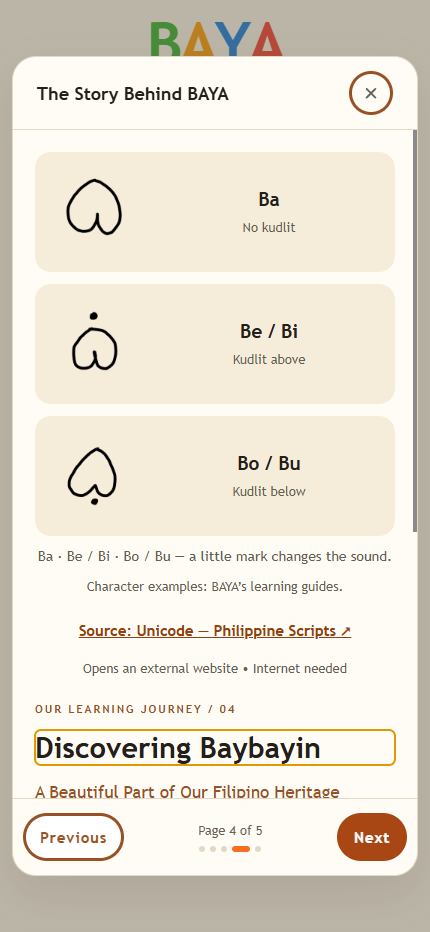 BAYA
The Story Behind BAYA
✕
Ba
No kudlit
Be / Bi
Kudlit above
Bo / Bu
Kudlit below
Ba · Be / Bi · Bo / Bu — a little mark changes the sound.
Character examples: BAYA’s learning guides.
Source: Unicode — Philippine Scripts ↗
Opens an external website • Internet needed
OUR LEARNING JOURNEY / 04
Discovering Baybayin
A Beautiful Part of Our Filipino Heritage
Previous
Page 4 of 5
Next